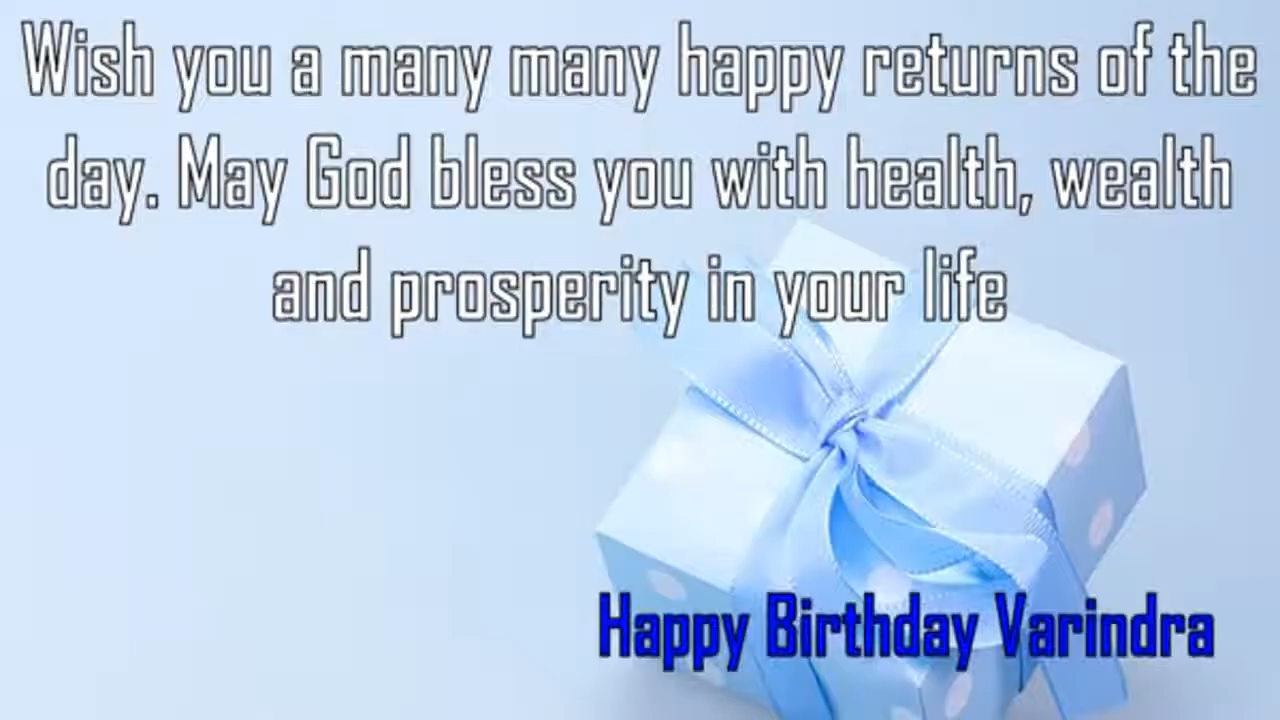 Wish you a many many happy returns of the
day. May God bless you with health, wealth
and prosperity in your life
Happy Birthday Varindra